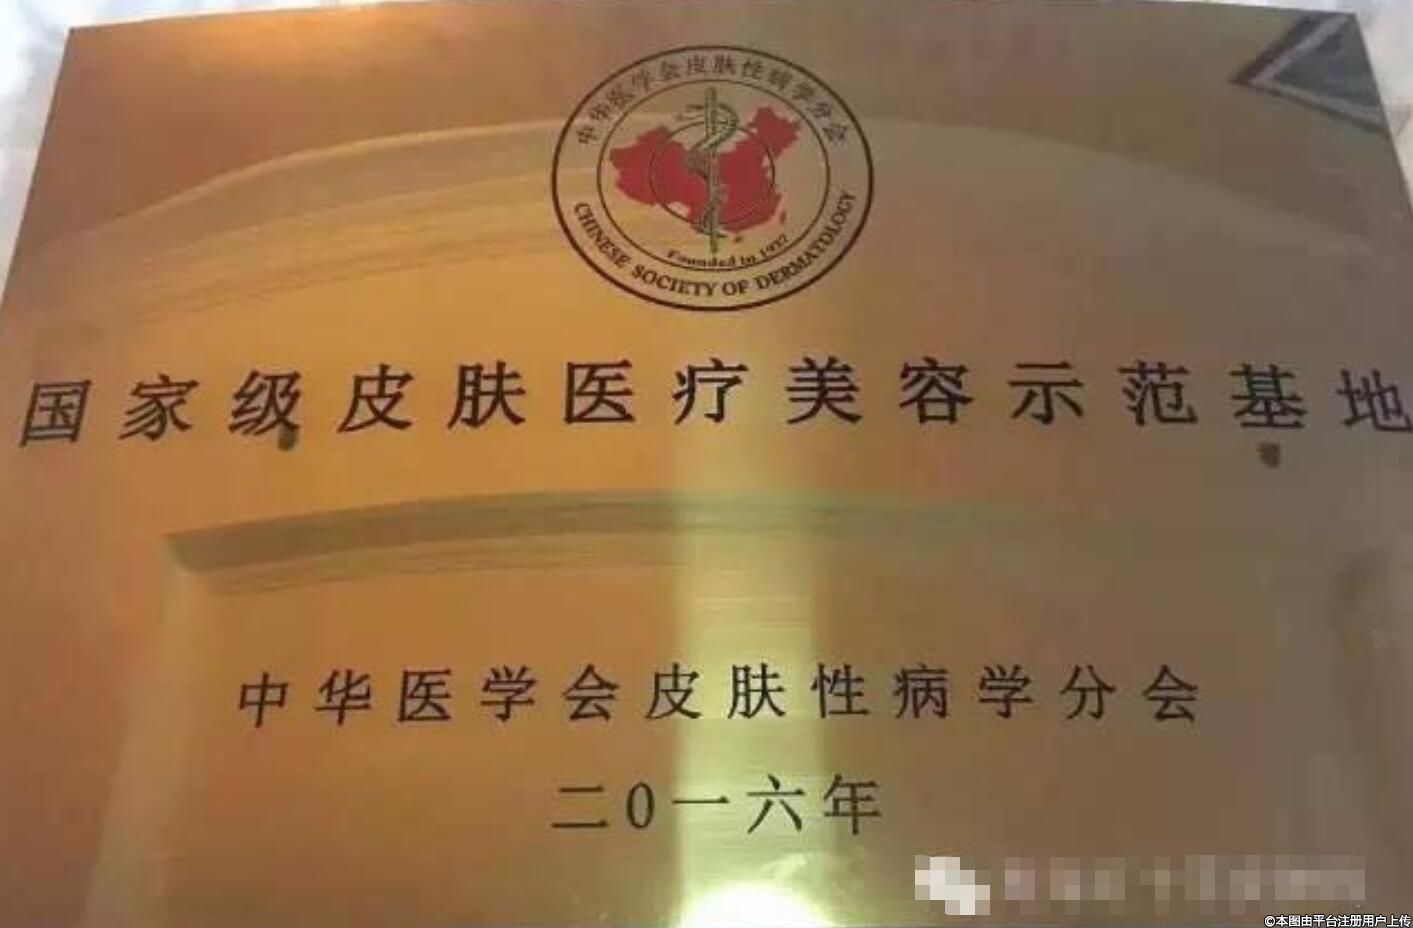 中华医学会皮肤性病学分会
Founded in 1937
CHINESE SOCIETY OF DERMATOLOGY
国家级皮肤医疗美容示范基地
中华医学会皮肤性病学分会
二0一六年
©本图由平台注册用户上传